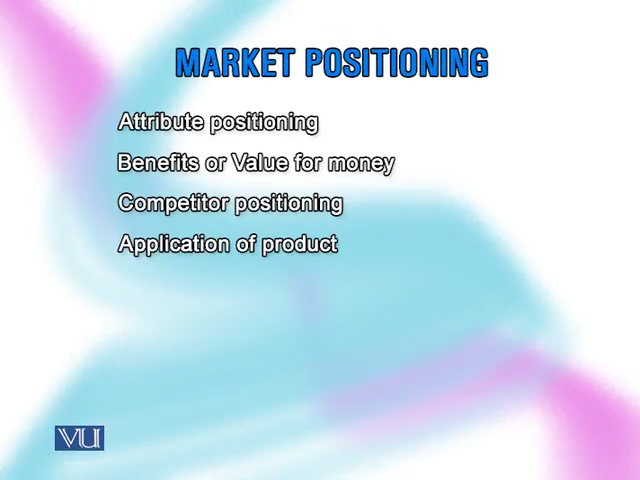 MARKET POSITIONING
Attribute positioning
Benefits or Value for money
Competitor positioning
Application of product
VU